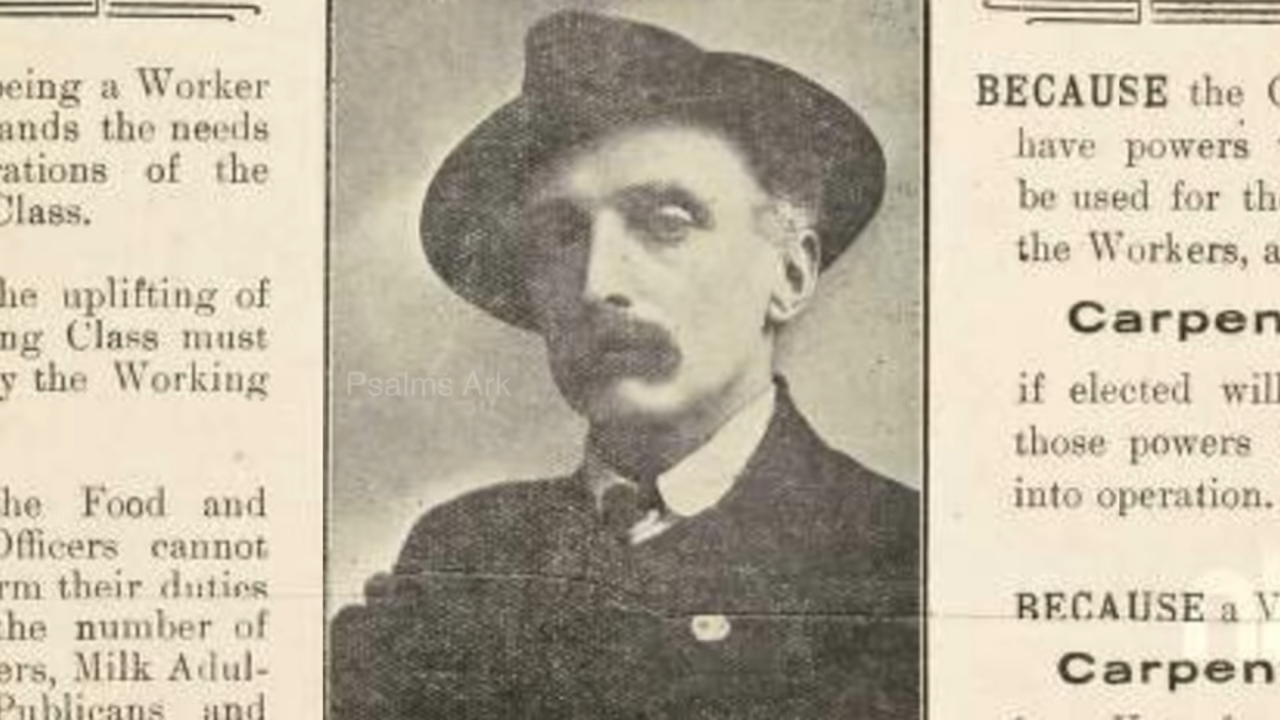 being a Worker
ands the needs
rations of the
Class.
he uplifting of
ng Class must
y the Working
he Food and
Officers cannot
rm their duties
the number of
ers, Milk Adul-
Publicans and
Psalms Ark
BECAUSE the C
have powers
be used for th
the Workers, a
Carpen
if elected will
those powers
into operation.
BECAUSE a V
Carpen